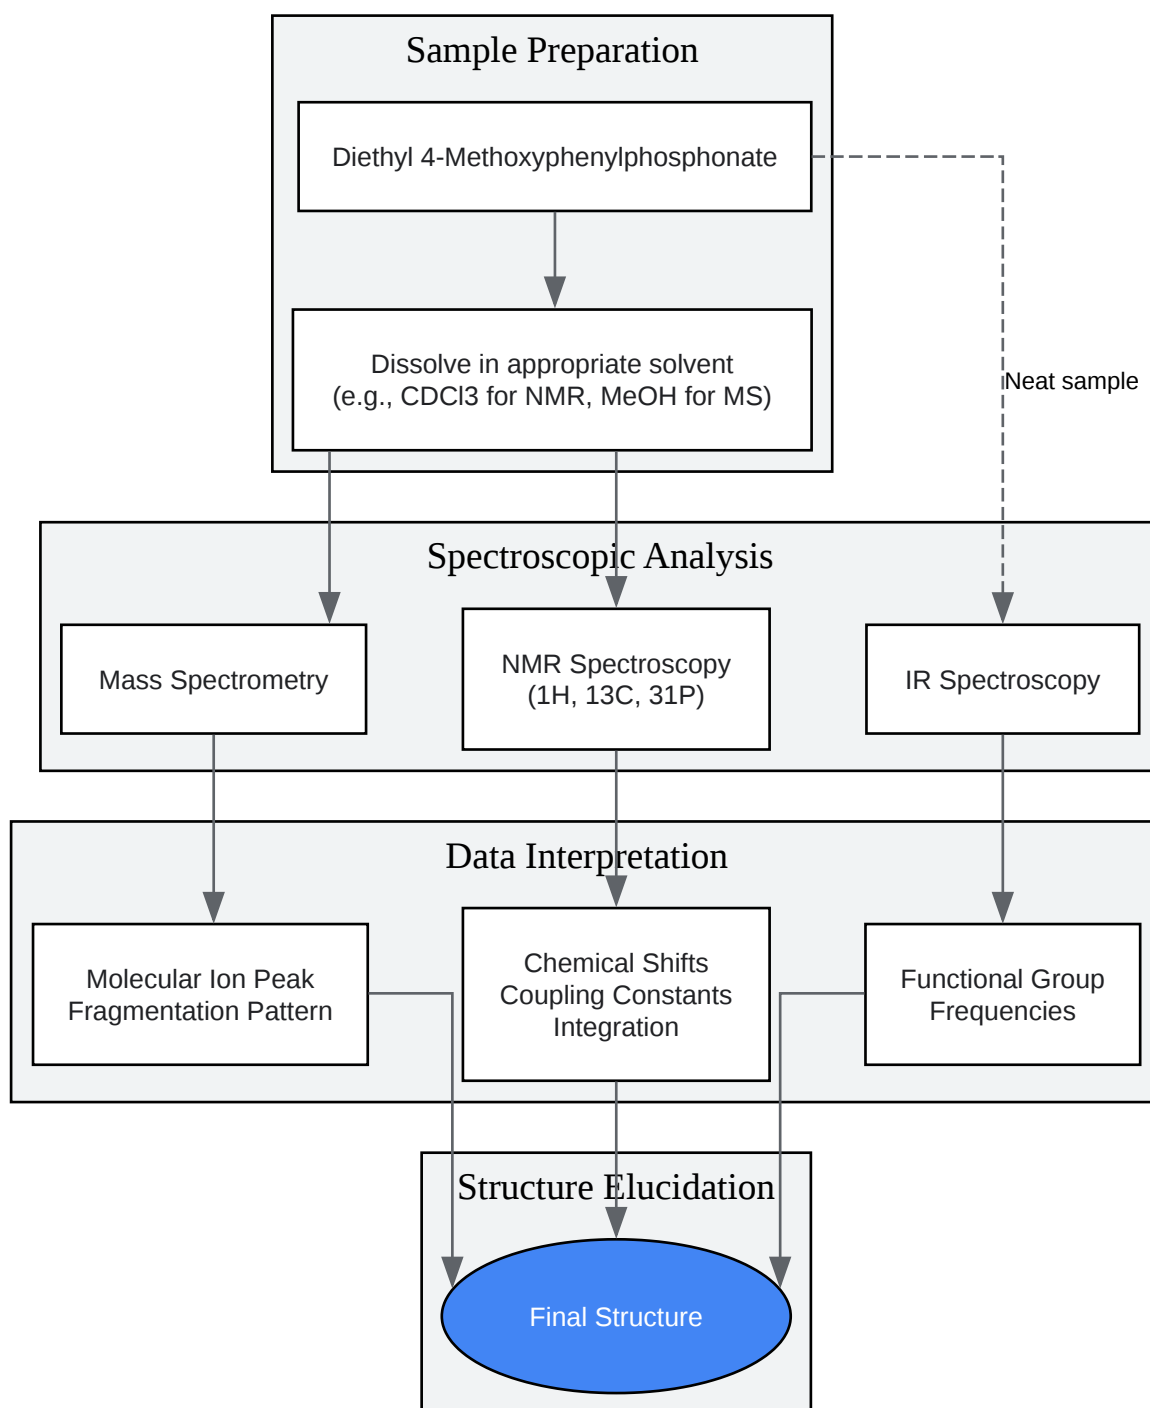 Sample Preparation
Diethyl 4-Methoxyphenylphosphonate
Dissolve in appropriate solvent
(e.g., CDCl3 for NMR, MeOH for MS)
Neat sample
Spectroscopic Analysis
Mass Spectrometry
NMR Spectroscopy
(1H, 13C, 31P)
IR Spectroscopy
Data Interpretation
Molecular Ion Peak
Fragmentation Pattern
Chemical Shifts
Coupling Constants
Integration
Functional Group
Frequencies
Structure Elucidation
Final Structure